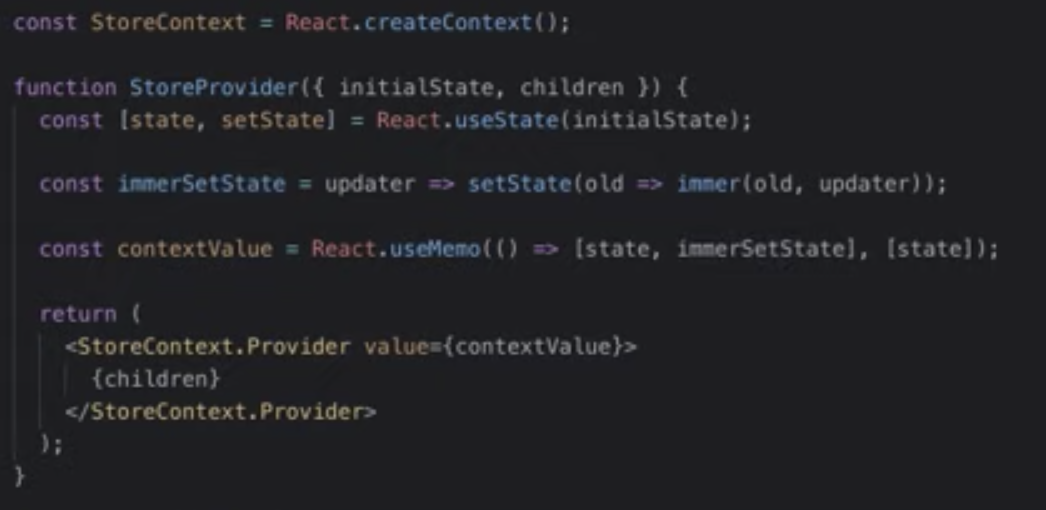 const StoreContext = React.createContext();
function StoreProvider({ initialState, children }) {
const [state, setState] = React.useState(initialState);
const immerSetState = updater => setState(old => immer(old, updater));
const contextValue = React.useMemo(() => [state, immerSetState], [state]);
return (
<StoreContext.Provider value={contextValue}>
{children}
</StoreContext.Provider>
);
}